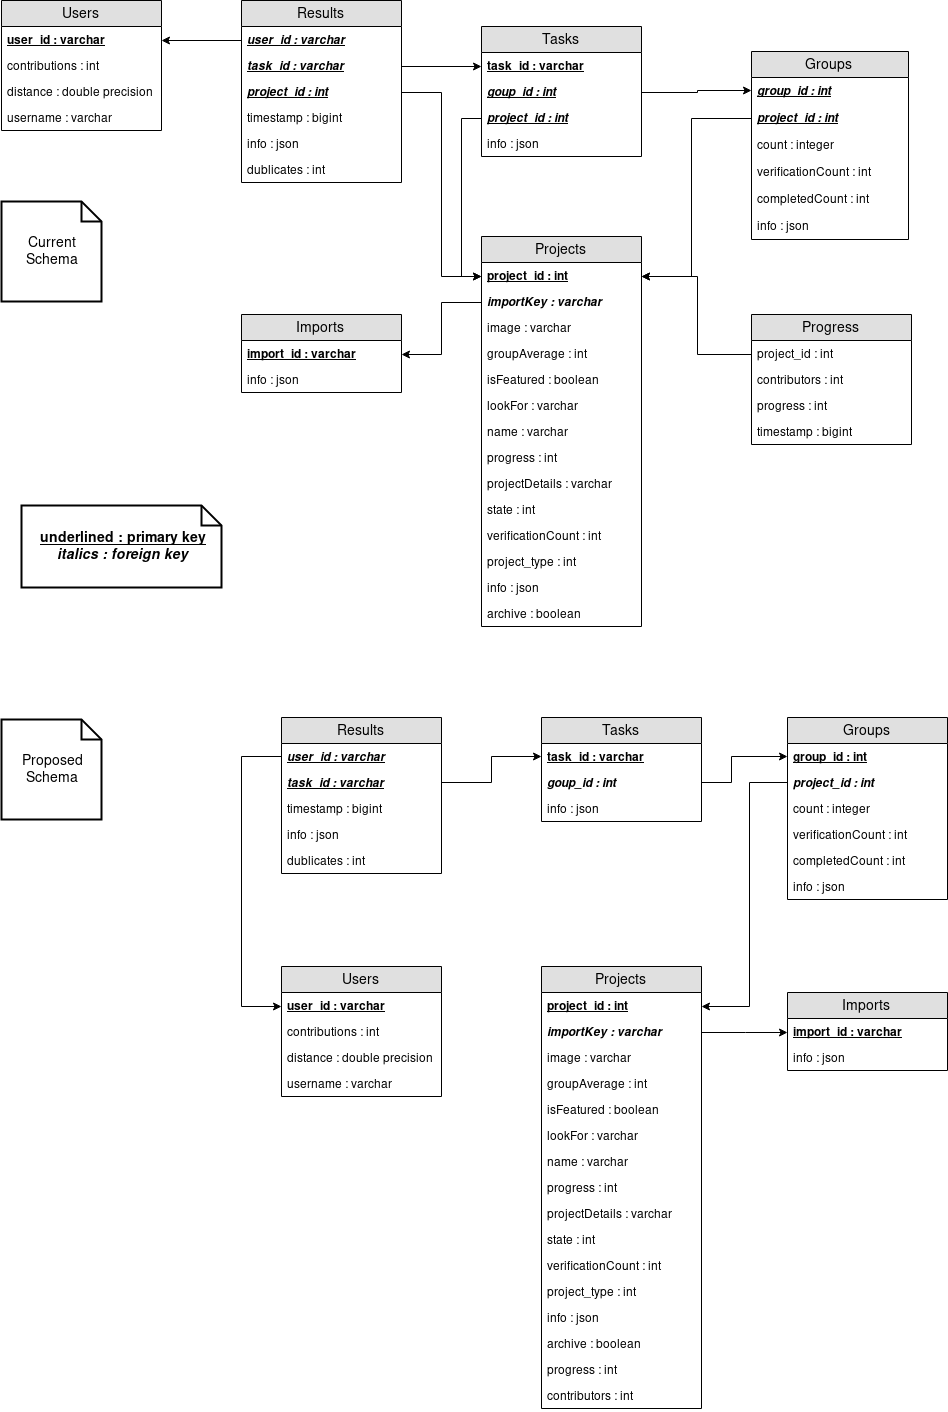 Users
user_id : varchar
contributions : int
distance : double precision
username : varchar
Results
user_id : varchar
task_id : varchar
project_id : int
timestamp : bigint
info : json
dublicates : int
Tasks
task_id : varchar
goup_id : int
project_id : int
info : json
Groups
group_id : int
project_id : int
count : integer
verificationCount : int
completedCount : int
info : json
Current
Schema
Imports
import_id : varchar
info : json
Projects
project_id : int
importKey : varchar
image : varchar
groupAverage : int
isFeatured : boolean
lookFor : varchar
name : varchar
progress : int
projectDetails : varchar
state : int
verificationCount : int
project_type : int
info : json
archive : boolean
Progress
project_id : int
contributors : int
progress : int
timestamp : bigint
underlined : primary key
italics : foreign key
Proposed
Schema
Results
user_id : varchar
task_id : varchar
timestamp : bigint
info : json
dublicates : int
Tasks
task_id : varchar
goup_id : int
info : json
Groups
group_id : int
project_id : int
count : integer
verificationCount : int
completedCount : int
info : json
Users
user_id : varchar
contributions : int
distance : double precision
username : varchar
Projects
project_id : int
importKey : varchar
image : varchar
groupAverage : int
isFeatured : boolean
lookFor : varchar
name : varchar
progress : int
projectDetails : varchar
state : int
verificationCount : int
project_type : int
info : json
archive : boolean
progress : int
contributors : int
Imports
import_id : varchar
info : json